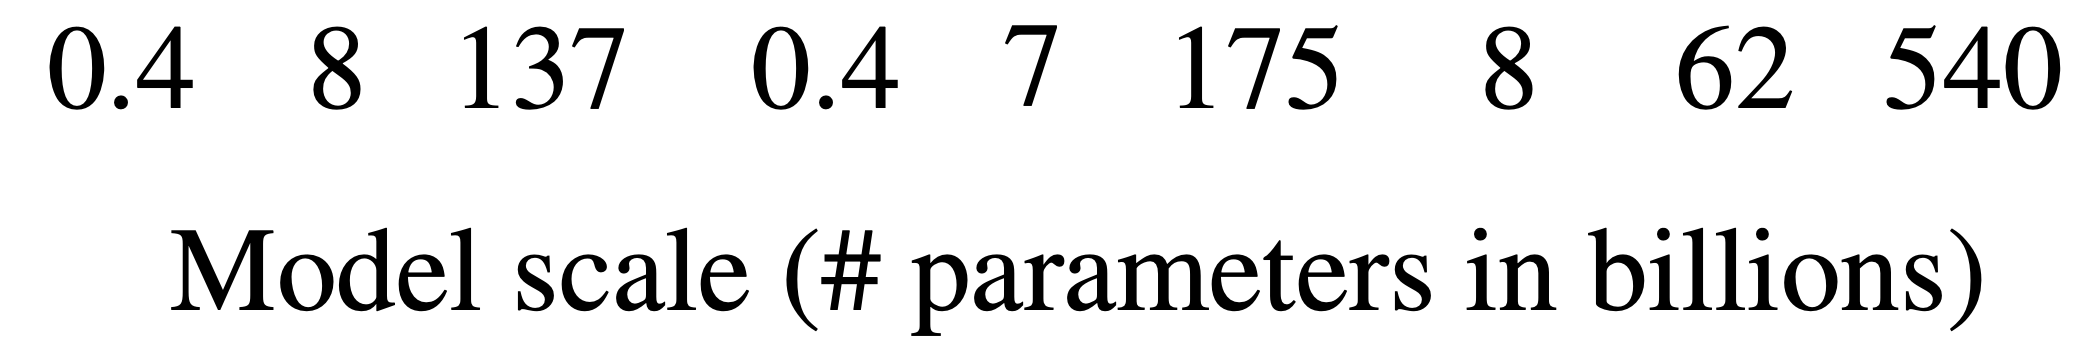 0.4 8 137 0.4 7 175 8 62 540
Model scale (# parameters in billions)